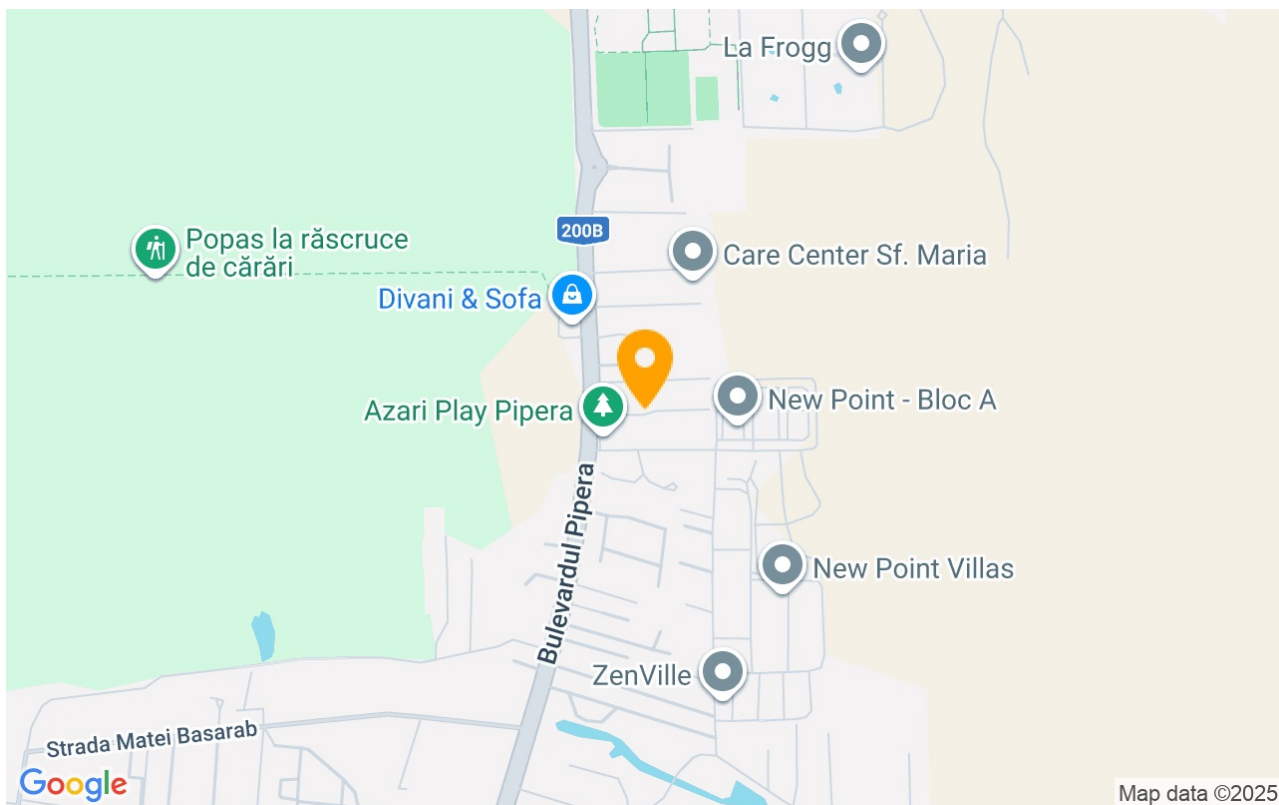 La Frogg
200B
Popas la răscruce
de cărări
Care Center Sf. Maria
Divani & Sofa
Azari Play Pipera
New Point - Bloc A
Bulevardul Pipera
New Point Villas
ZenVille
Strada Matei Basarab
Google
Map data ©2025